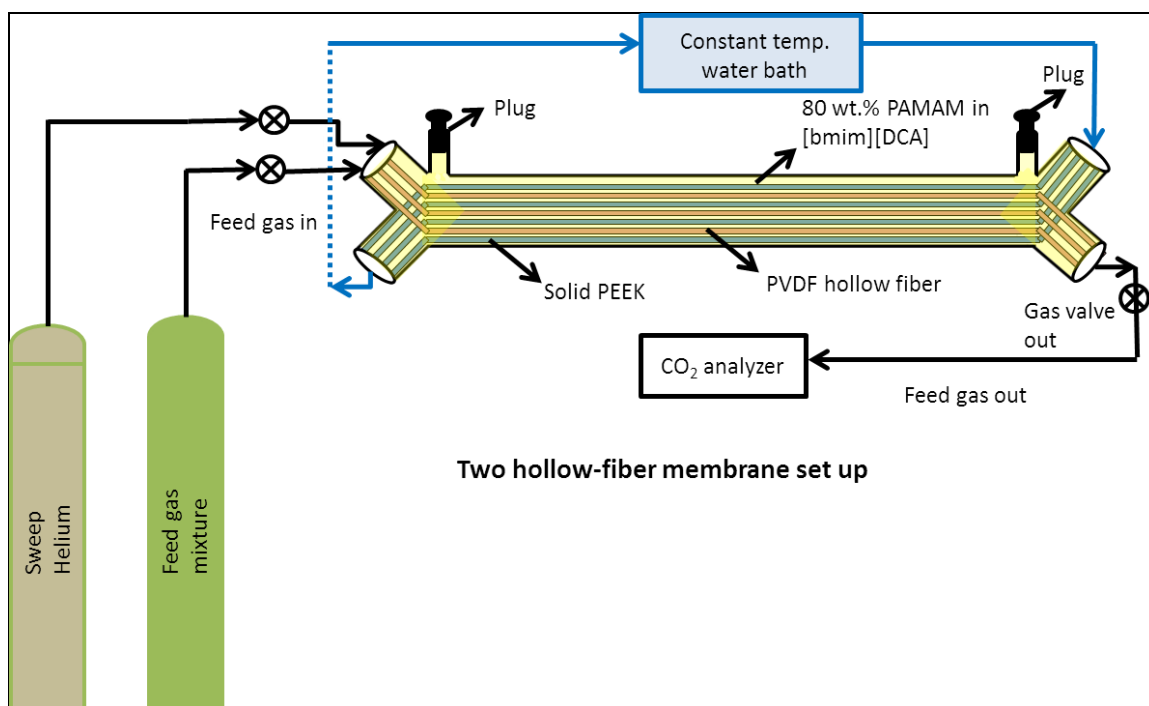 Constant temp.
water bath
Plug
Plug
80 wt.% PAMAM in
[bmim][DCA]
Feed gas in
Solid PEEK
PVDF hollow fiber
Gas valve
out
CO₂ analyzer
Feed gas out
Two hollow-fiber membrane set up
Sweep
Helium
Feed gas
mixture